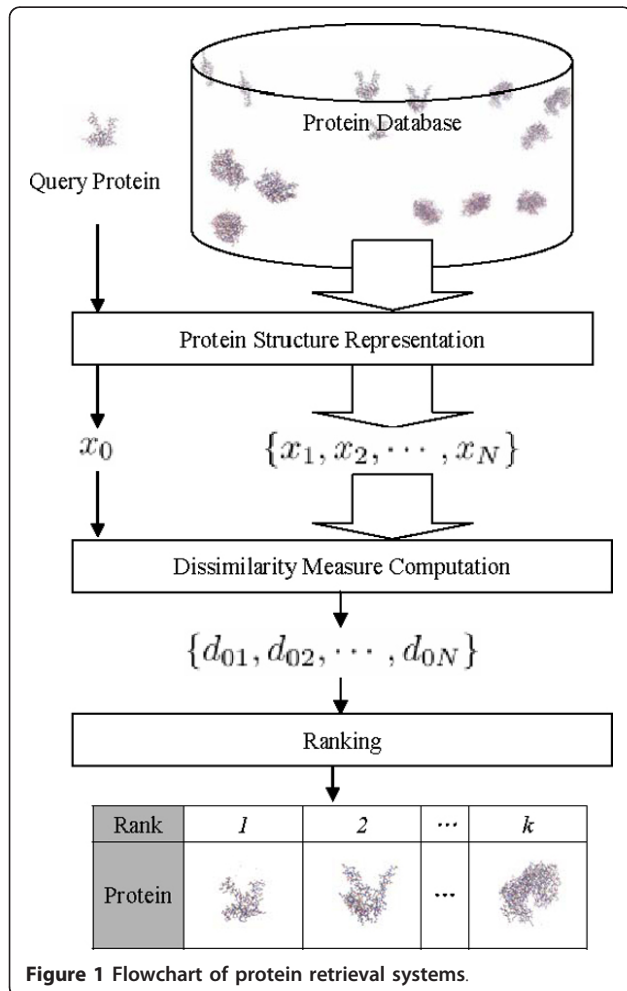 Protein Database
Query Protein
Protein Structure Representation
x₀ {x₁, x₂, ⋯ , x_N}
Dissimilarity Measure Computation
{d₀₁, d₀₂, ⋯ , d₀N}
Ranking
Rank 1 2 ... k
Protein ...
Figure 1 Flowchart of protein retrieval systems.